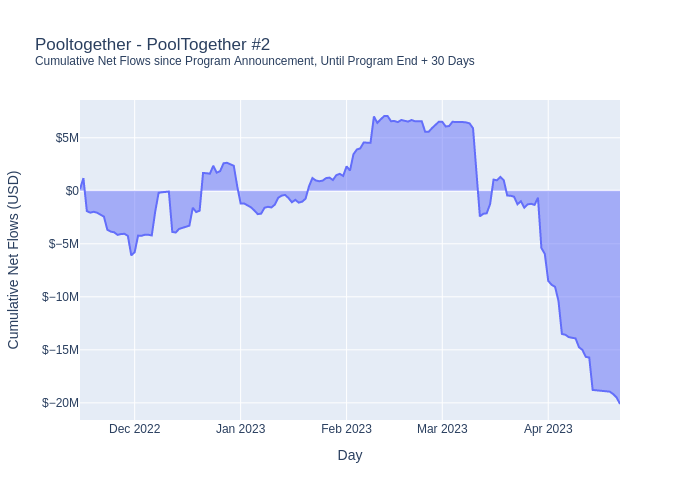 Pooltogether - PoolTogether #2
Cumulative Net Flows since Program Announcement, Until Program End + 30 Days
Cumulative Net Flows (USD)
$5M
$0
$−5M
$−10M
$−15M
$−20M
Dec 2022
Jan 2023
Feb 2023
Mar 2023
Apr 2023
Day